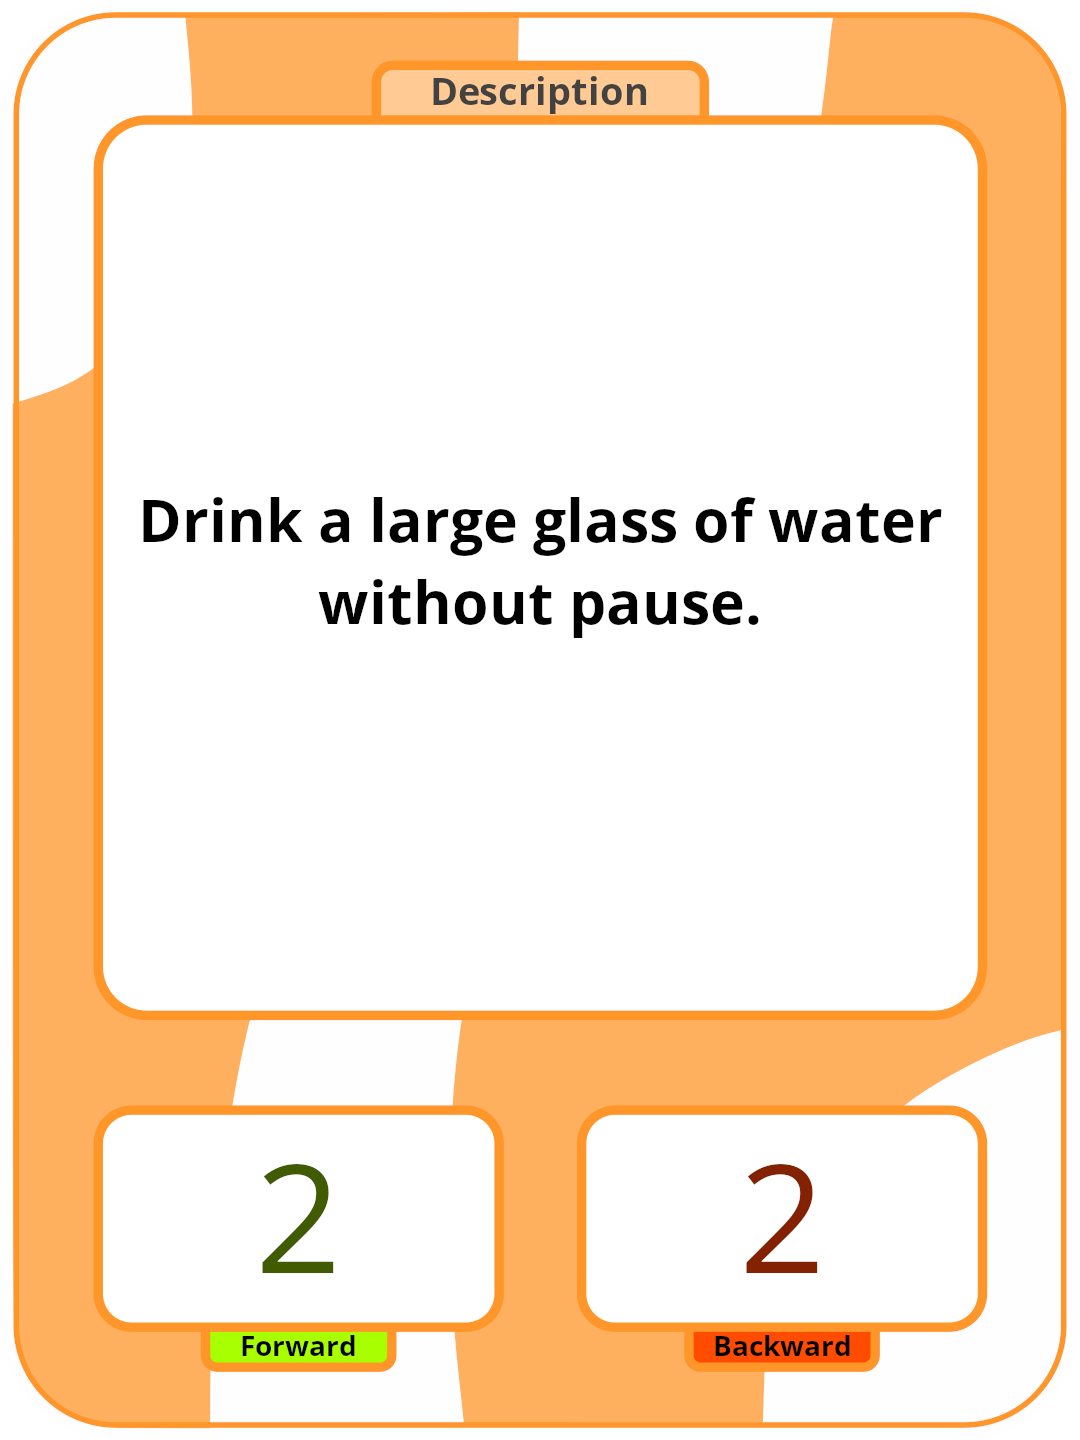 Description
Drink a large glass of water
without pause.
2
2
Forward
Backward